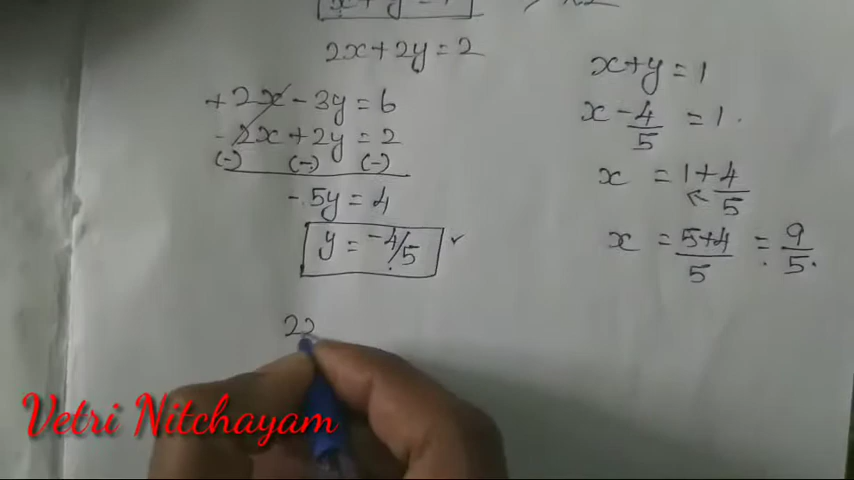 x+y=1
2x+2y=2
+2x-3y=6
-2x+2y=2
(-) (-) (-)
-5y=4
y = -4/5 ✓
x+y=1
x - 4/5 = 1.
x = 1+4/5
x = 5+4/5 = 9/5.
22
Vetri Nitchayam